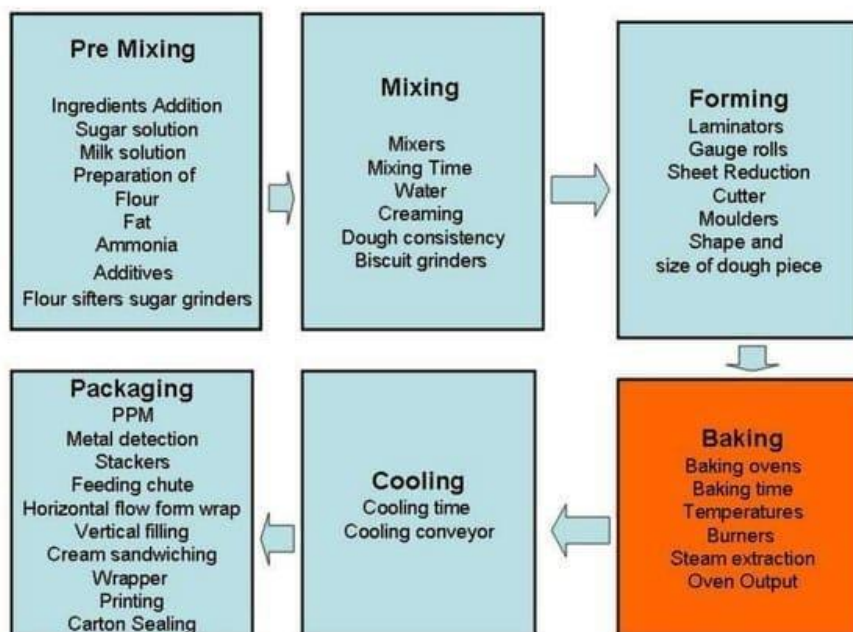 Pre Mixing
Ingredients Addition
Sugar solution
Milk solution
Preparation of
Flour
Fat
Ammonia
Additives
Flour sifters sugar grinders
Mixing
Mixers
Mixing Time
Water
Creaming
Dough consistency
Biscuit grinders
Forming
Laminators
Gauge rolls
Sheet Reduction
Cutter
Moulders
Shape and
size of dough piece
Baking
Baking ovens
Baking time
Temperatures
Burners
Steam extraction
Oven Output
Cooling
Cooling time
Cooling conveyor
Packaging
PPM
Metal detection
Stackers
Feeding chute
Horizontal flow form wrap
Vertical filling
Cream sandwiching
Wrapper
Printing
Carton Sealing